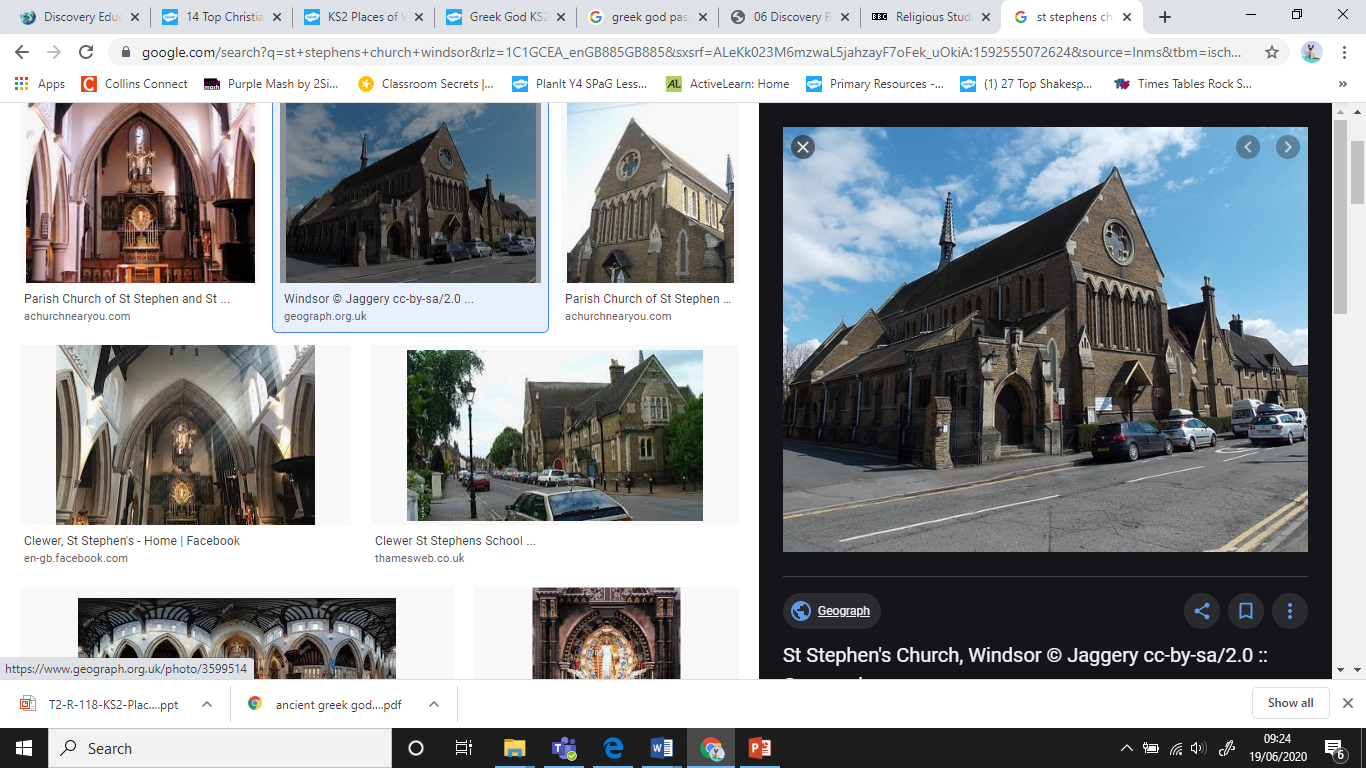 Discovery Educ
14 Top Christia
KS2 Places of W
Greek God KS2
greek god pas
06 Discovery R
BBC
Religious Stud
st stephens ch
google.com/search?q=st+stephens+church+windsor&rlz=1C1GCEA_enGB885GB885&sxsrf=ALeKk023M6mzwaL5jahzayF7oFek_uOkiA:1592555072624&source=lnms&tbm=isch...
Apps
Collins Connect
Purple Mash by 2Si...
Classroom Secrets |...
PlanIt Y4 SPaG Less...
AL
ActiveLearn: Home
Primary Resources -...
(1) 27 Top Shakesp...
Times Tables Rock S...
Parish Church of St Stephen and St ...
achurchnearyou.com
Windsor © Jaggery cc-by-sa/2.0 ...
geograph.org.uk
Parish Church of St Stephen ...
achurchnearyou.com
Clewer, St Stephen's - Home | Facebook
en-gb.facebook.com
Clewer St Stephens School ...
thamesweb.co.uk
Geograph
St Stephen's Church, Windsor © Jaggery cc-by-sa/2.0 ::
https://www.geograph.org.uk/photo/3599514
T2-R-118-KS2-Plac....ppt
ancient greek god....pdf
Show all
Search
09:24
19/06/2020
6